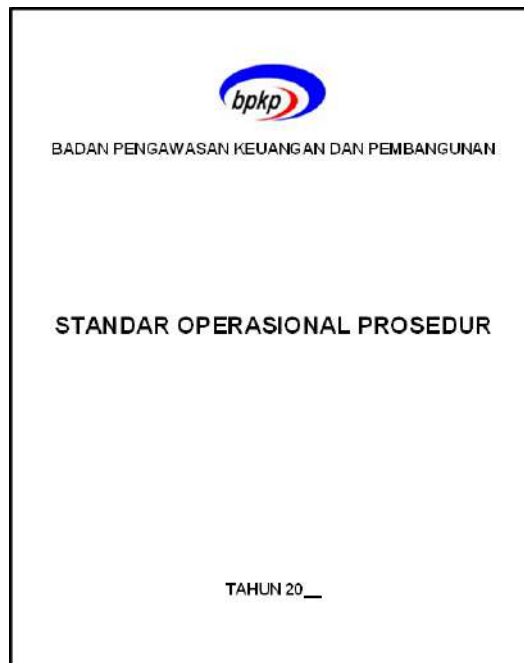 bpkp
BADAN PENGAWASAN KEUANGAN DAN PEMBANGUNAN
STANDAR OPERASIONAL PROSEDUR
TAHUN 20__